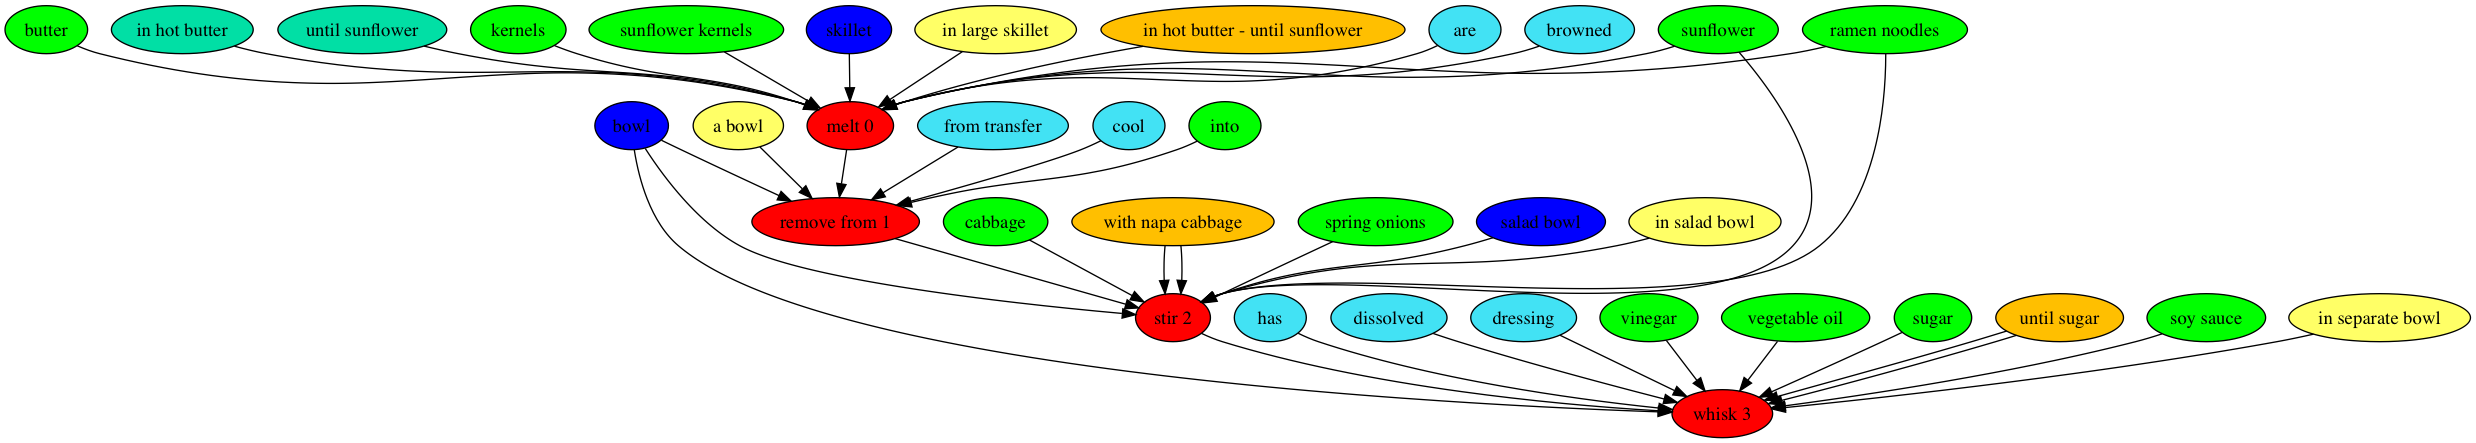 butter
in hot butter
until sunflower
kernels
sunflower kernels
skillet
in large skillet
in hot butter - until sunflower
are
browned
sunflower
ramen noodles
bowl
a bowl
melt 0
from transfer
cool
into
remove from 1
cabbage
with napa cabbage
spring onions
salad bowl
in salad bowl
stir 2
has
dissolved
dressing
vinegar
vegetable oil
sugar
until sugar
soy sauce
in separate bowl
whisk 3